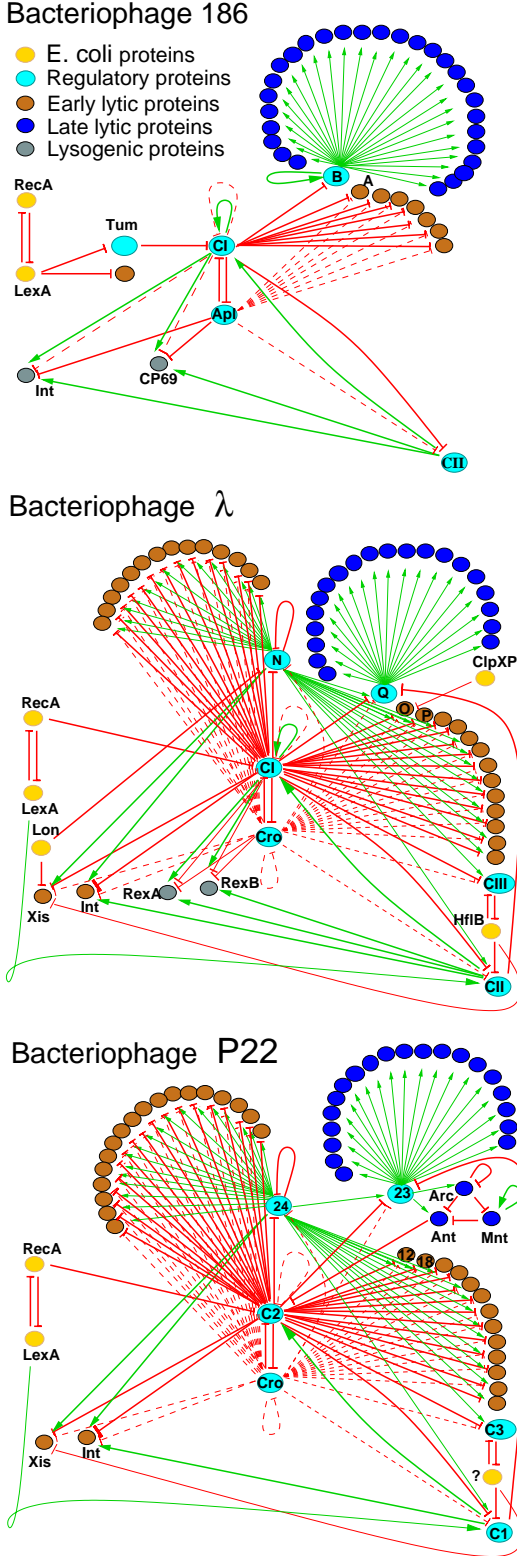 Bacteriophage 186
E. coli proteins
Regulatory proteins
Early lytic proteins
Late lytic proteins
Lysogenic proteins
B
A
RecA
Tum
CI
LexA
Apl
CP69
Int
CII
Bacteriophage λ
ClpXP
N
Q
O P
RecA
CI
LexA
Lon
Cro
CIII
RexA
RexB
Xis
Int
HflB
CII
Bacteriophage P22
24
23
Arc
Ant
Mnt
RecA
12 18
C2
LexA
Cro
C3
Xis
Int
?
C1